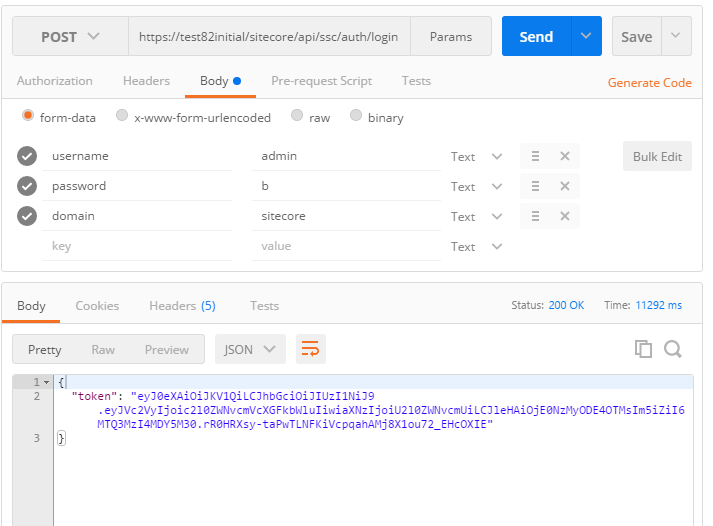 POST https://test82initial/sitecore/api/ssc/auth/login Params Send Save
Authorization Headers Body Pre-request Script Tests Generate Code
form-data x-www-form-urlencoded raw binary
username admin Text Bulk Edit
password b Text
domain sitecore Text
key value Text
Body Cookies Headers (5) Tests Status: 200 OK Time: 11292 ms
Pretty Raw Preview JSON
1 {
2 "token": "eyJ0eXAiOiJKV1QiLCJhbGciOiJIUzI1NiJ9
.eyJVc2VyIjoic2l0ZWNvcmVcXGFkbWluIiwiaXNzIjoiU2l0ZWNvcmUiLCJleHAiOjE0NzMyODE4OTMsIm5iZiI6
MTQ3MzI4MDY5M30.rR0HRXsy-taPwTLNFKiVcpqahAMj8X1ou72_EHcOXIE"
3 }